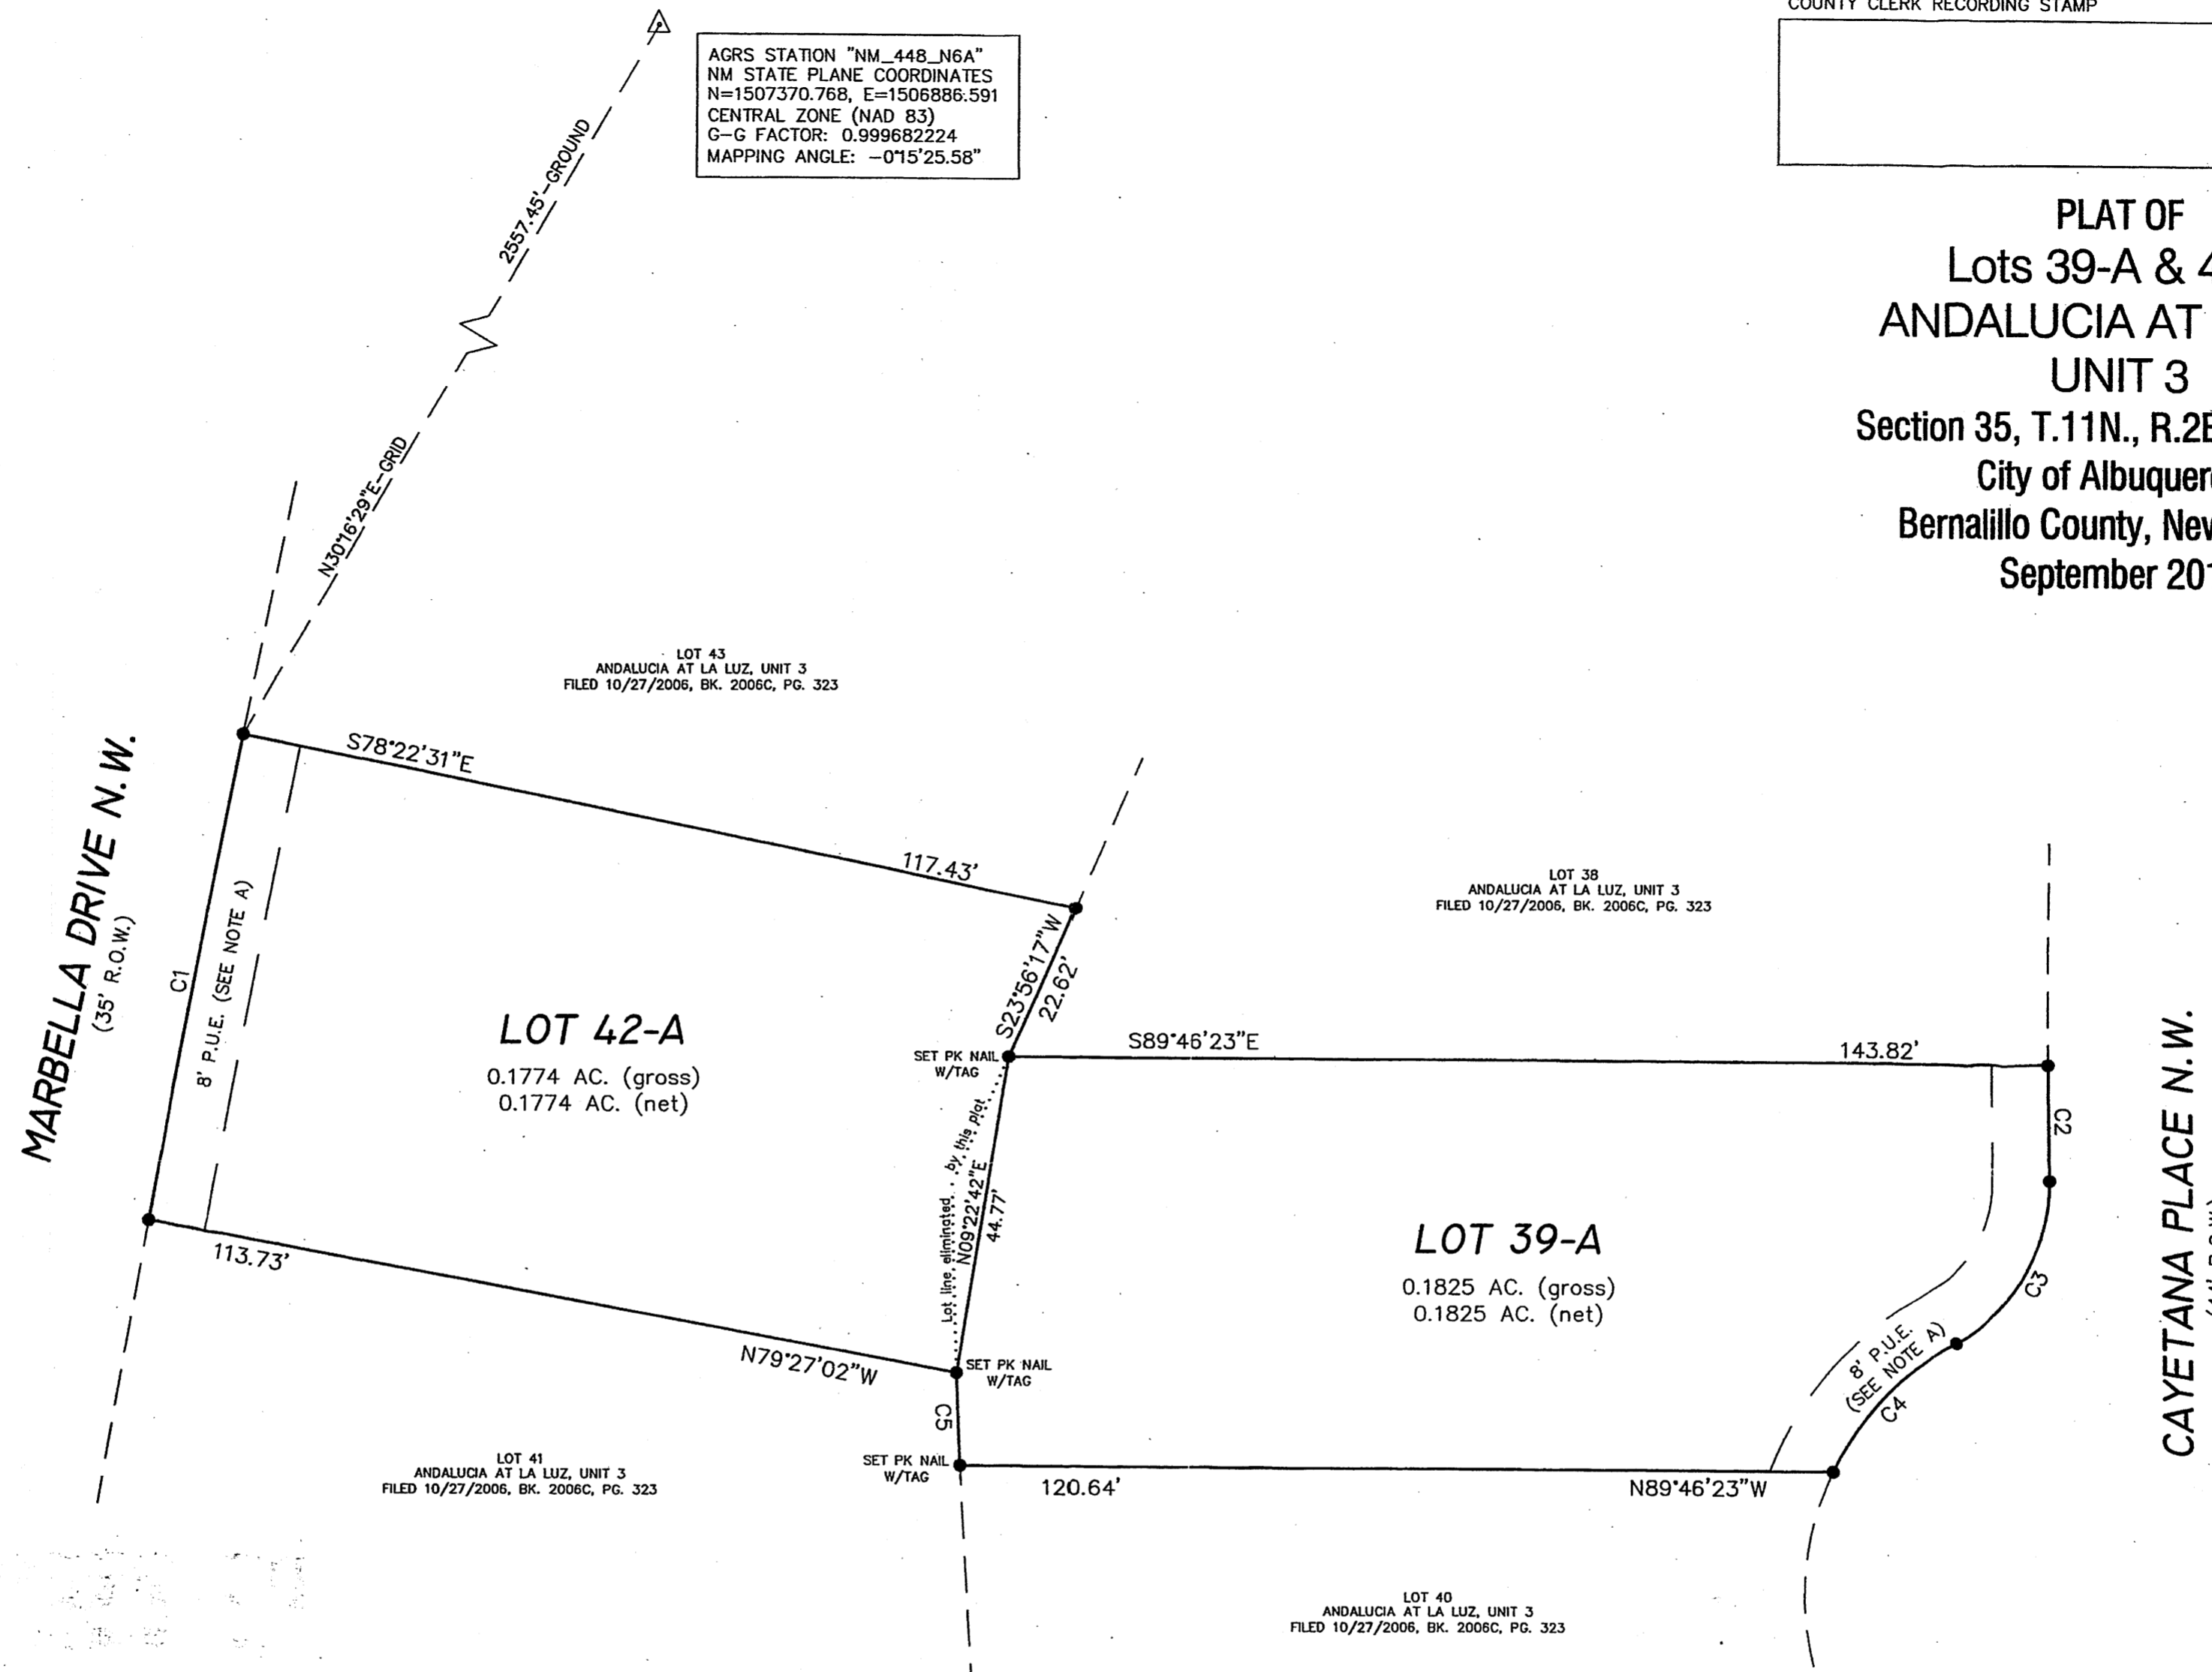 COUNTY CLERK RECORDING STAMP
AGRS STATION "NM_448_N6A"
NM STATE PLANE COORDINATES
N=1507370.768, E=1506886.591
CENTRAL ZONE (NAD 83)
G-G FACTOR: 0.999682224
MAPPING ANGLE: -0°15'25.58"
PLAT OF
Lots 39-A & 4
ANDALUCIA AT
UNIT 3
Section 35, T.11N., R.2E
City of Albuquer
Bernalillo County, New
September 201
2557.45'-GROUND
N30°16'29"E-GRID
LOT 43
ANDALUCIA AT LA LUZ, UNIT 3
FILED 10/27/2006, BK. 2006C, PG. 323
MARBELLA DRIVE N.W.
(35' R.O.W.)
S78°22'31"E
117.43'
C1
8' P.U.E. (SEE NOTE A)
LOT 42-A
0.1774 AC. (gross)
0.1774 AC. (net)
S23°56'17"W
22.62'
LOT 38
ANDALUCIA AT LA LUZ, UNIT 3
FILED 10/27/2006, BK. 2006C, PG. 323
SET PK NAIL
W/TAG
S89°46'23"E
143.82'
Lot line eliminated by this plat
N09°22'42"E
44.77'
LOT 39-A
0.1825 AC. (gross)
0.1825 AC. (net)
C2
C3
C4
8' P.U.E.
(SEE NOTE A)
CAYETANA PLACE N.W.
113.73'
N79°27'02"W
SET PK NAIL
W/TAG
C5
SET PK NAIL
W/TAG
120.64'
N89°46'23"W
LOT 41
ANDALUCIA AT LA LUZ, UNIT 3
FILED 10/27/2006, BK. 2006C, PG. 323
LOT 40
ANDALUCIA AT LA LUZ, UNIT 3
FILED 10/27/2006, BK. 2006C, PG. 323